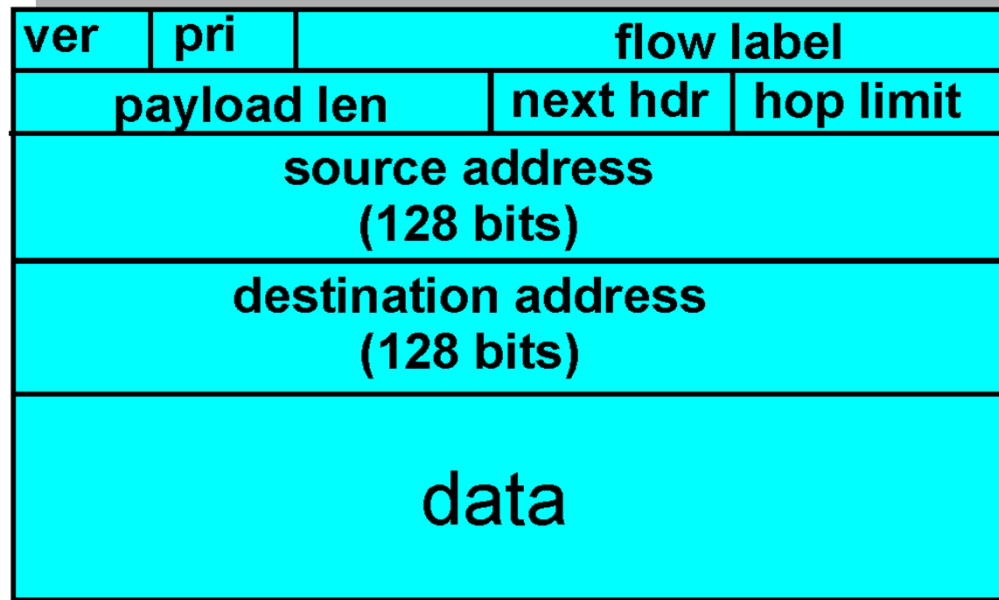 ver pri flow label
payload len next hdr hop limit
source address
(128 bits)
destination address
(128 bits)
data